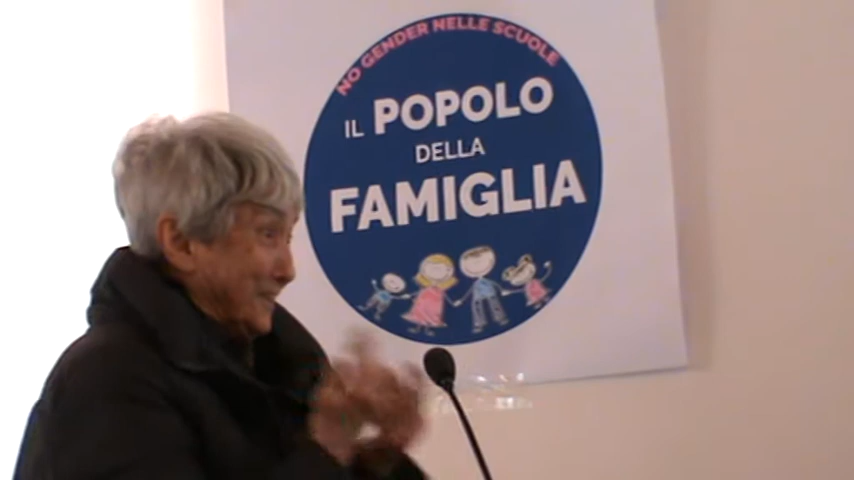 NO GENDER NELLE SCUOLE
IL POPOLO
DELLA
FAMIGLIA